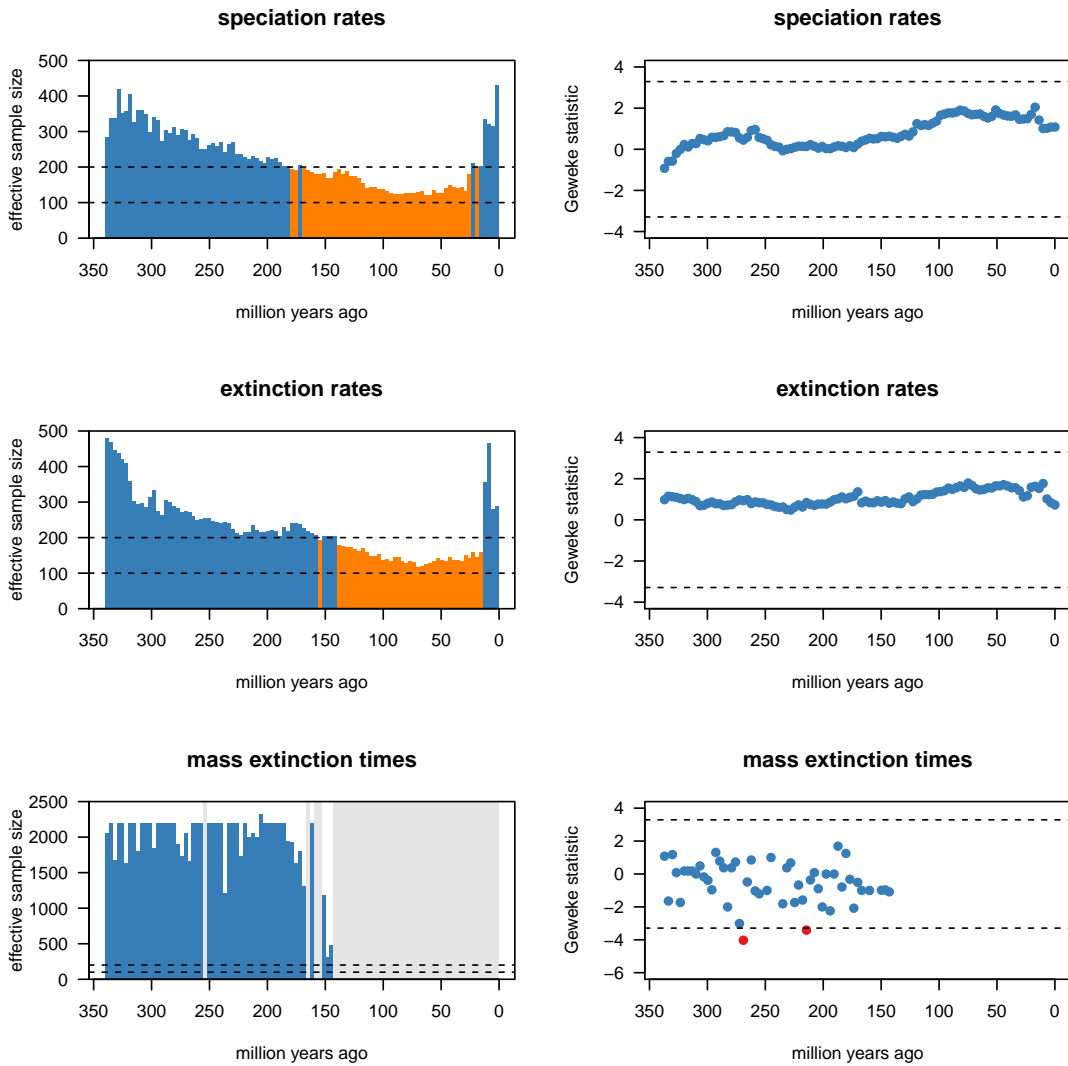 speciation rates
effective sample size
500
400
300
200
100
0
350 300 250 200 150 100 50 0
million years ago
speciation rates
Geweke statistic
4
2
0
−2
−4
350 300 250 200 150 100 50 0
million years ago
extinction rates
effective sample size
500
400
300
200
100
0
350 300 250 200 150 100 50 0
million years ago
extinction rates
Geweke statistic
4
2
0
−2
−4
350 300 250 200 150 100 50 0
million years ago
mass extinction times
effective sample size
2500
2000
1500
1000
500
0
350 300 250 200 150 100 50 0
million years ago
mass extinction times
Geweke statistic
4
2
0
−2
−4
−6
350 300 250 200 150 100 50 0
million years ago